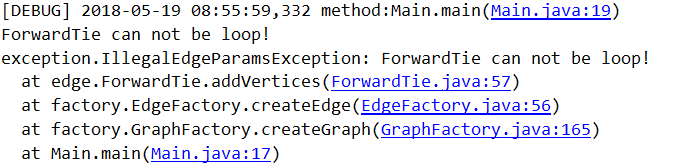 [DEBUG] 2018-05-19 08:55:59,332 method:Main.main(Main.java:19)
ForwardTie can not be loop!
exception.IllegalEdgeParamsException: ForwardTie can not be loop!
at edge.ForwardTie.addVertices(ForwardTie.java:57)
at factory.EdgeFactory.createEdge(EdgeFactory.java:56)
at factory.GraphFactory.createGraph(GraphFactory.java:165)
at Main.main(Main.java:17)